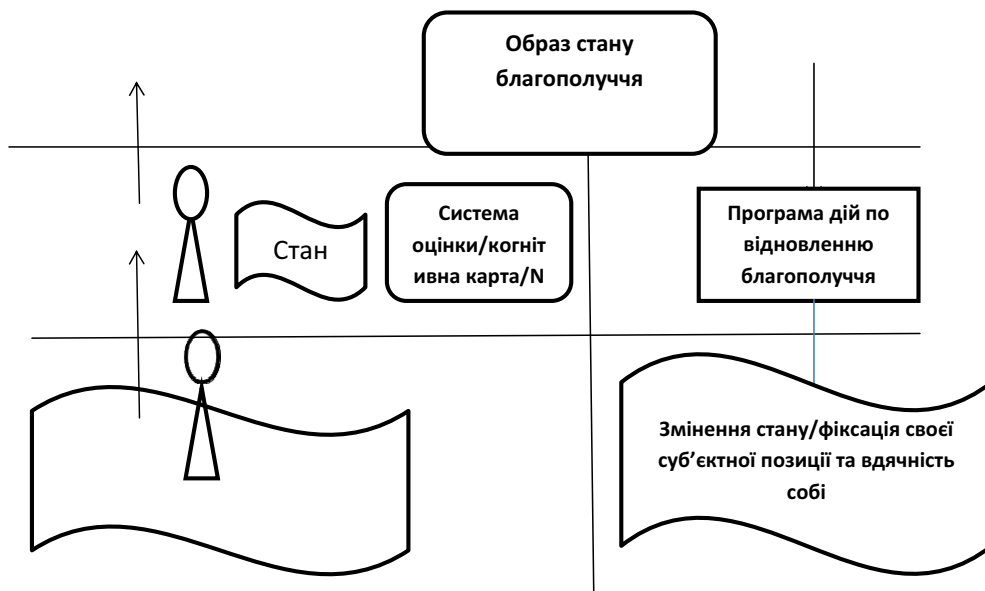 Образ стану
благополуччя
Стан
Система
оцінки/когніт
ивна карта/N
Програма дій по
відновленню
благополуччя
Змінення стану/фіксація своєї
суб’єктної позиції та вдячність
собі